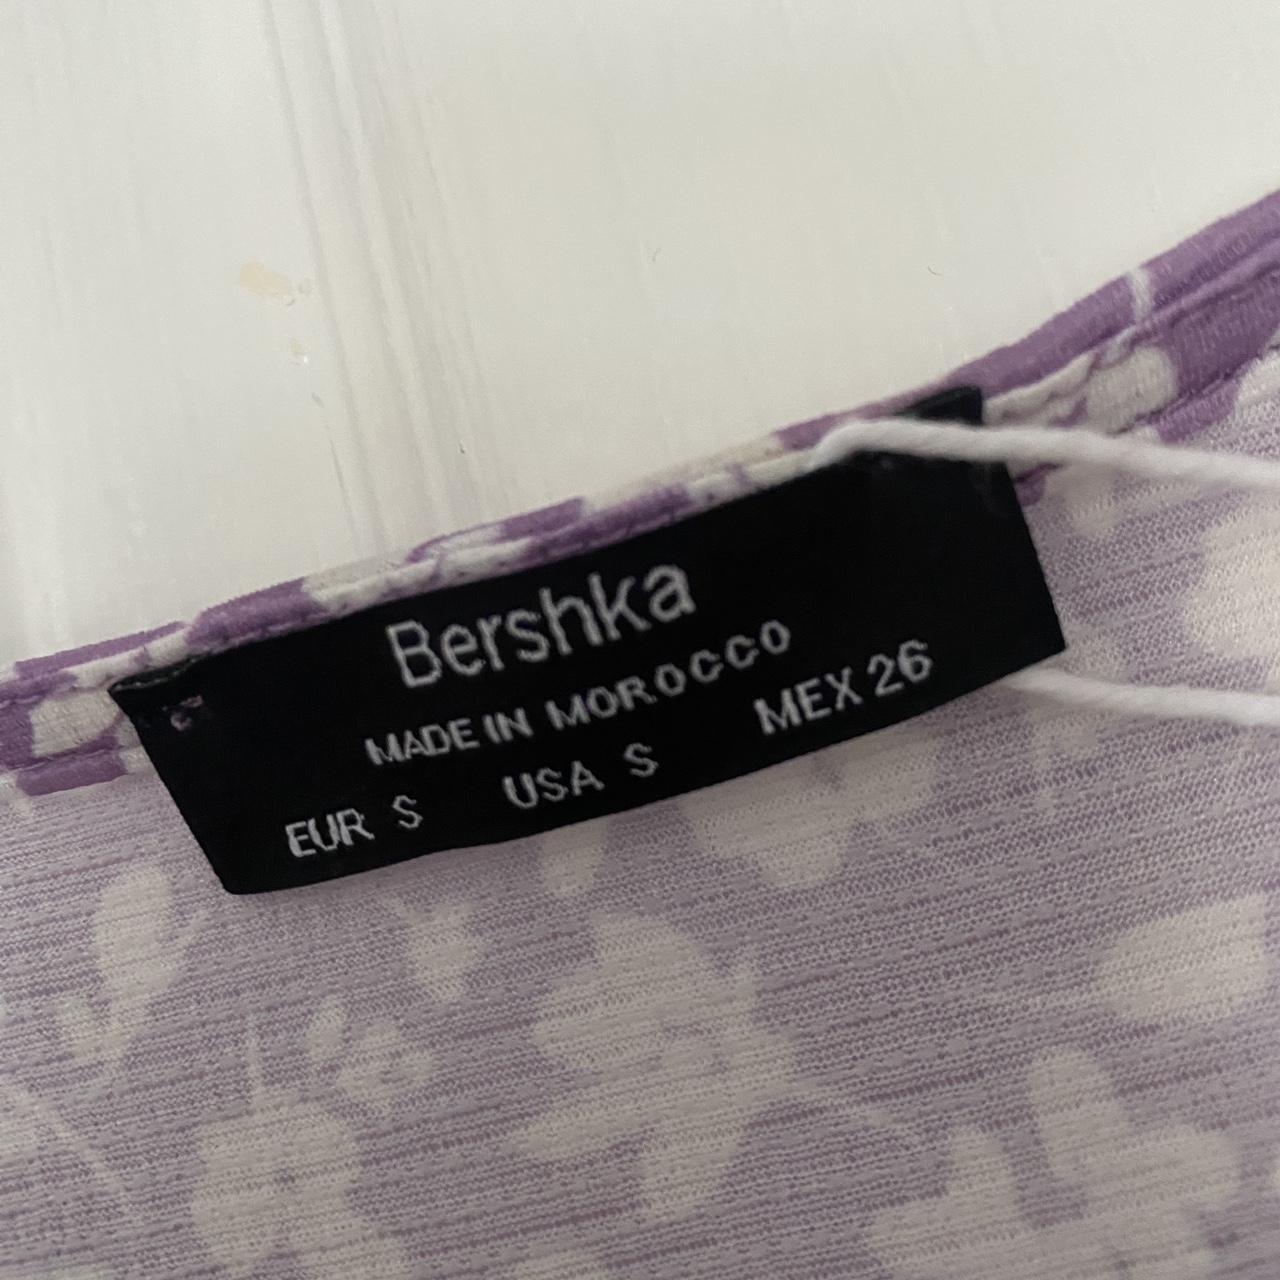 Bershka
MADE IN MOROCCO
EUR S USA S MEX 26